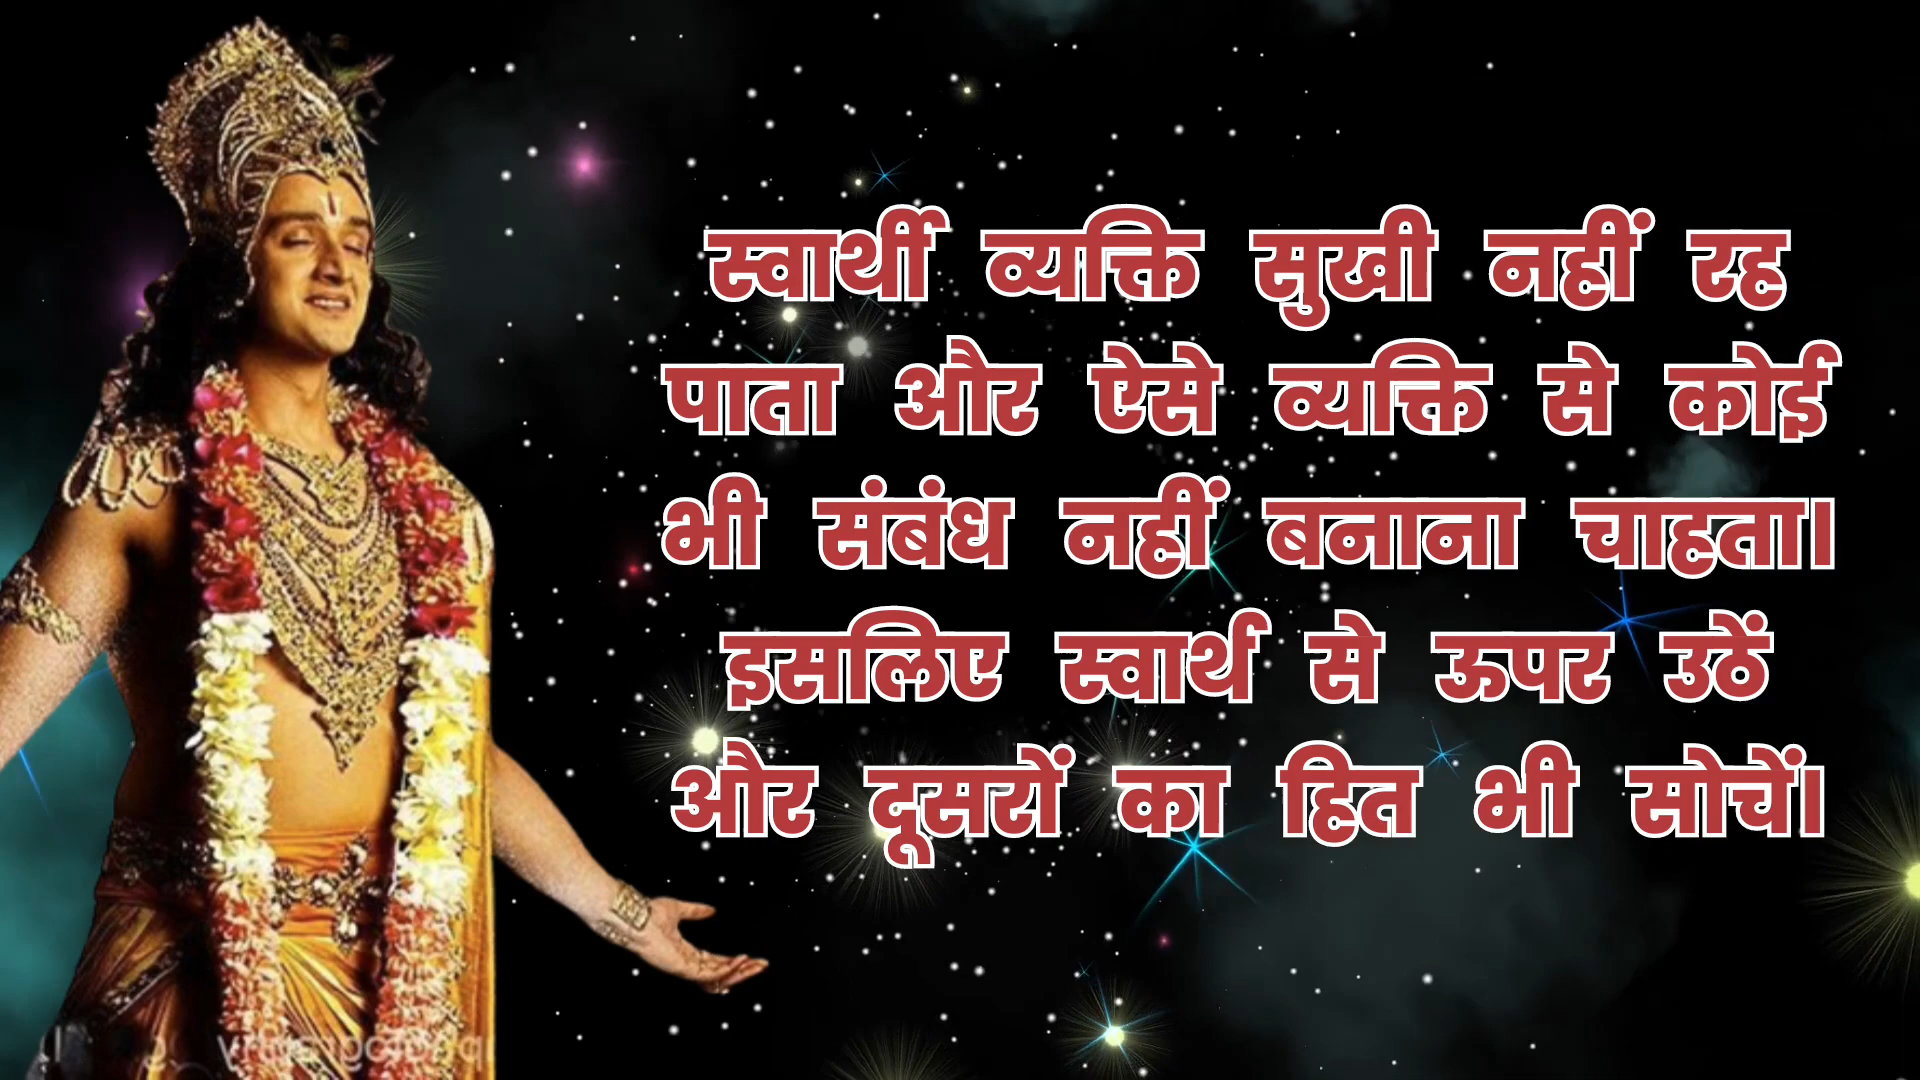 स्वार्थी व्यक्ति सुखी नहीं रह
पाता और ऐसे व्यक्ति से कोई
भी संबंध नहीं बनाना चाहता।
इसलिए स्वार्थ से ऊपर उठें
और दूसरों का हित भी सोचें।